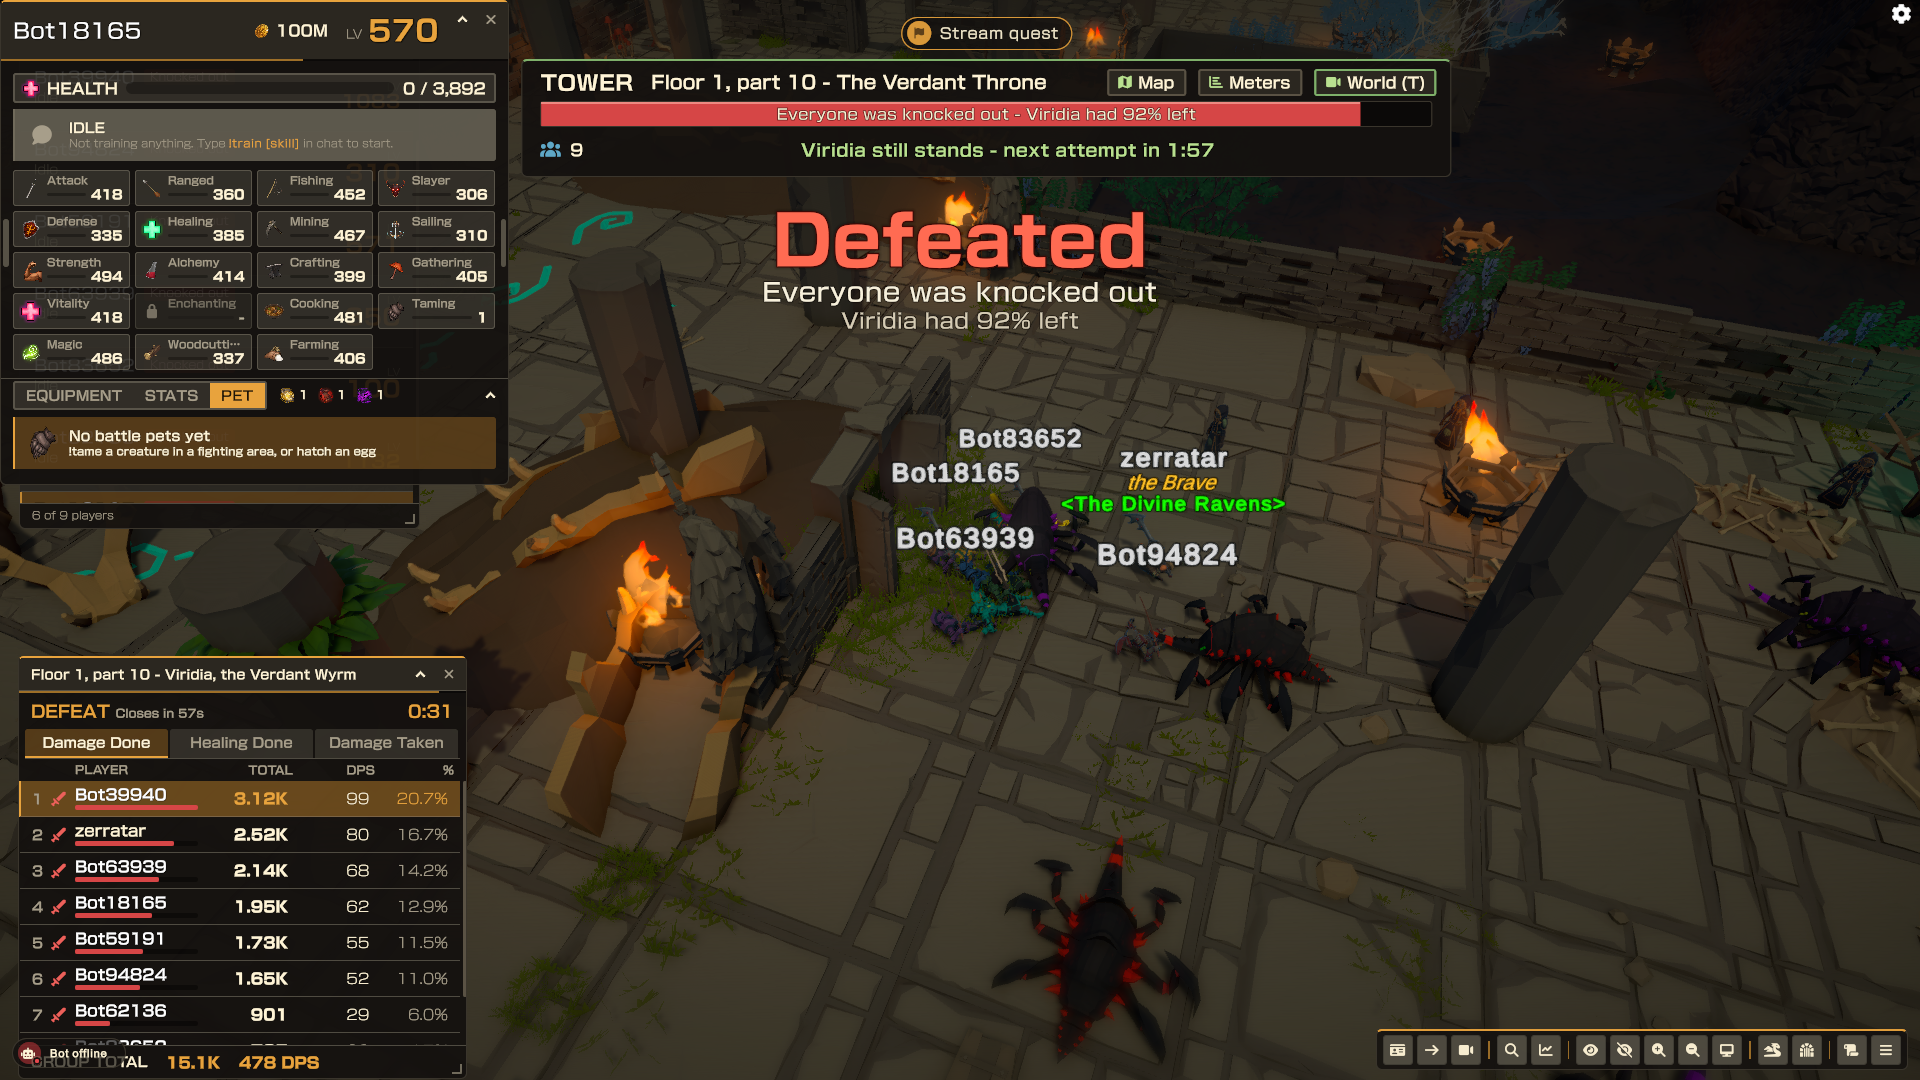 Bot18165
100M
LV 570
HEALTH
0 / 3,892
IDLE
Not training anything. Type !train [skill] in chat to start.
Attack 418
Ranged 360
Fishing 452
Slayer 306
Defense 335
Healing 385
Mining 467
Sailing 310
Strength 494
Alchemy 414
Crafting 399
Gathering 405
Vitality 418
Enchanting -
Cooking 481
Taming 1
Magic 486
Woodcutti··· 337
Farming 406
EQUIPMENT STATS PET 1 1 1
No battle pets yet
!tame a creature in a fighting area, or hatch an egg
6 of 9 players
Stream quest
TOWER Floor 1, part 10 - The Verdant Throne
Map Meters World (T)
Everyone was knocked out - Viridia had 92% left
9
Viridia still stands - next attempt in 1:57
Defeated
Everyone was knocked out
Viridia had 92% left
Bot83652
Bot18165
zerratar
the Brave
<The Divine Ravens>
Bot63939
Bot94824
Floor 1, part 10 - Viridia, the Verdant Wyrm
DEFEAT Closes in 57s 0:31
Damage Done Healing Done Damage Taken
PLAYER TOTAL DPS %
1 Bot39940 3.12K 99 20.7%
2 zerratar 2.52K 80 16.7%
3 Bot63939 2.14K 68 14.2%
4 Bot18165 1.95K 62 12.9%
5 Bot59191 1.73K 55 11.5%
6 Bot94824 1.65K 52 11.0%
7 Bot62136 901 29 6.0%
Bot offline
GROUP TOTAL 15.1K 478 DPS